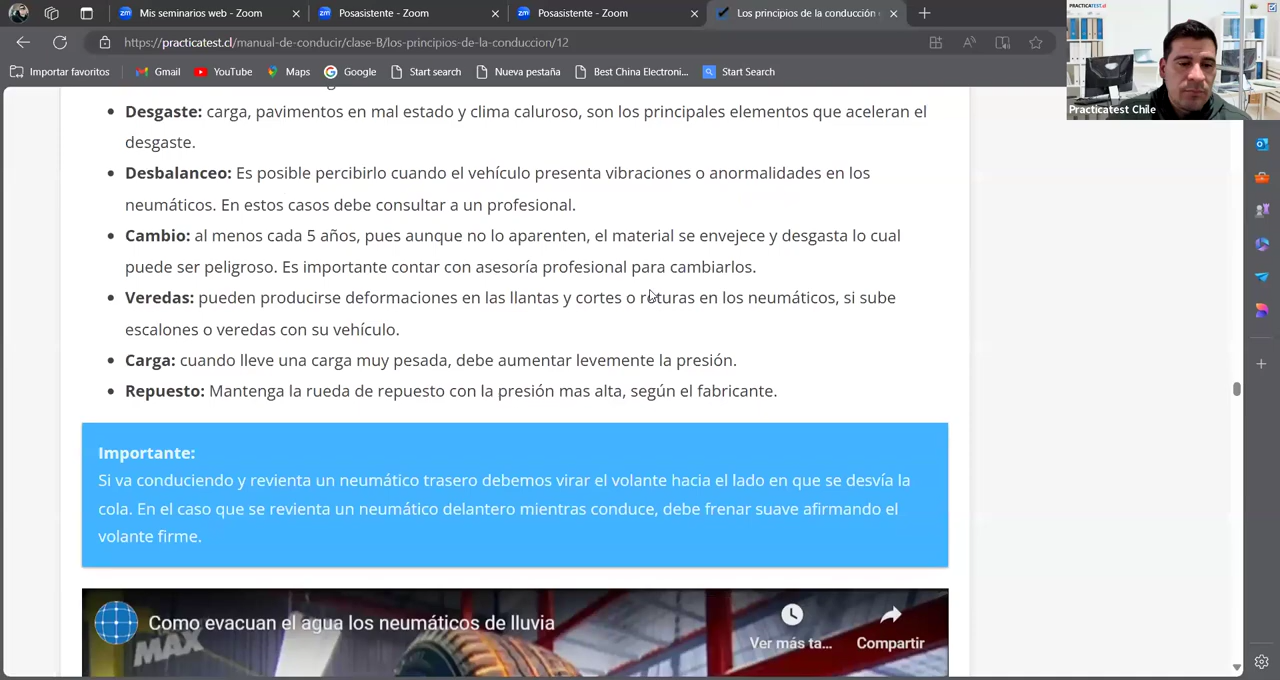 Mis seminarios web - Zoom
Posasistente - Zoom
Posasistente - Zoom
Los principios de la conducción
https://practicatest.cl/manual-de-conducir/clase-B/los-principios-de-la-conduccion/12
Importar favoritos
Gmail
YouTube
Maps
Google
Start search
Nueva pestaña
Best China Electroni...
Start Search
PRACTICATEST.cl
Practicatest Chile
Desgaste: carga, pavimentos en mal estado y clima caluroso, son los principales elementos que aceleran el
desgaste.
Desbalanceo: Es posible percibirlo cuando el vehículo presenta vibraciones o anormalidades en los
neumáticos. En estos casos debe consultar a un profesional.
Cambio: al menos cada 5 años, pues aunque no lo aparenten, el material se envejece y desgasta lo cual
puede ser peligroso. Es importante contar con asesoría profesional para cambiarlos.
Veredas: pueden producirse deformaciones en las llantas y cortes o roturas en los neumáticos, si sube
escalones o veredas con su vehículo.
Carga: cuando lleve una carga muy pesada, debe aumentar levemente la presión.
Repuesto: Mantenga la rueda de repuesto con la presión mas alta, según el fabricante.
Importante:
Si va conduciendo y revienta un neumático trasero debemos virar el volante hacia el lado en que se desvía la
cola. En el caso que se revienta un neumático delantero mientras conduce, debe frenar suave afirmando el
volante firme.
Como evacuan el agua los neumáticos de lluvia
Ver más ta...
Compartir
MAX